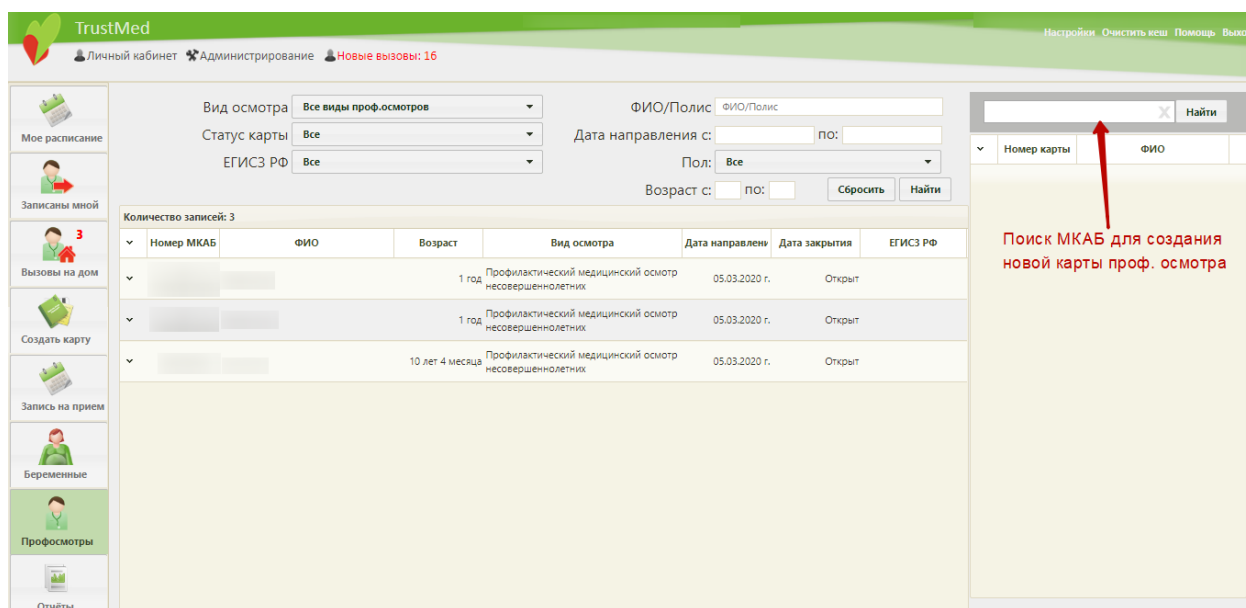 TrustMed
Настройки Очистить кеш Помощь Выхо
Личный кабинет Администрирование Новые вызовы: 16
Мое расписание
Записаны мной
3
Вызовы на дом
Создать карту
Запись на прием
Беременные
Профосмотры
Отчёты
Вид осмотра Все виды проф.осмотров ФИО/Полис ФИО/Полис
Статус карты Все Дата направления с: по:
ЕГИСЗ РФ Все Пол: Все
Возраст с: по: Сбросить Найти
Количество записей: 3
Номер МКАБ ФИО Возраст Вид осмотра Дата направлени Дата закрытия ЕГИСЗ РФ
1 год Профилактический медицинский осмотр 05.03.2020 г. Открыт
несовершеннолетних
1 год Профилактический медицинский осмотр 05.03.2020 г. Открыт
несовершеннолетних
10 лет 4 месяца Профилактический медицинский осмотр 05.03.2020 г. Открыт
несовершеннолетних
X Найти
Номер карты ФИО
Поиск МКАБ для создания
новой карты проф. осмотра